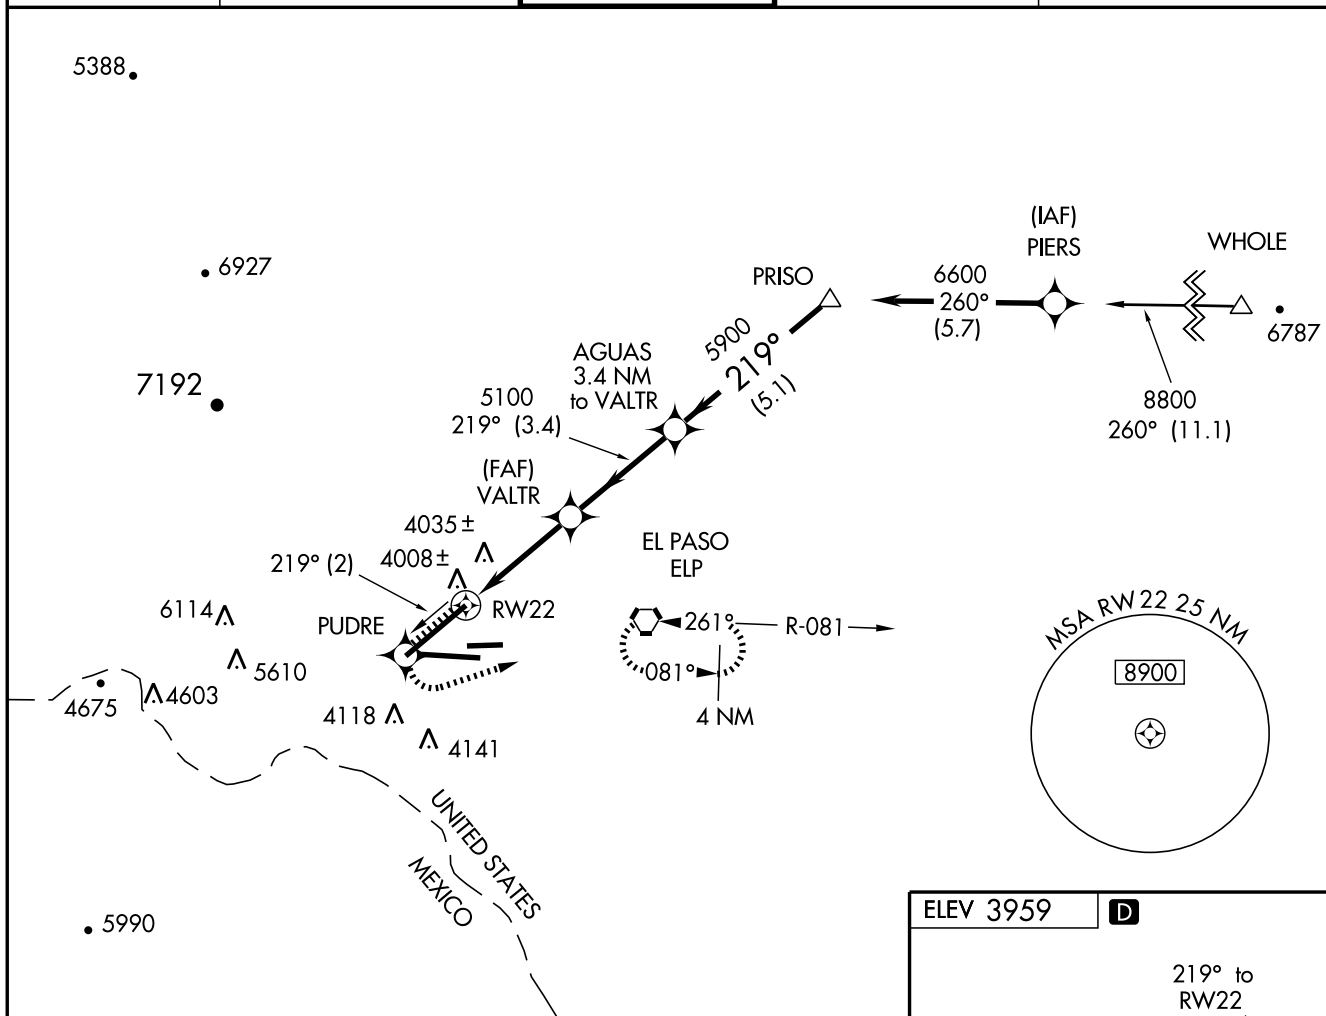 5388
(IAF)
PIERS
WHOLE
6927
PRISO
6600
260°
(5.7)
6787
5900
219°
(5.1)
AGUAS
3.4 NM
to VALTR
7192
5100
219° (3.4)
8800
260° (11.1)
(FAF)
VALTR
4035±
4008±
219° (2)
EL PASO
ELP
6114
PUDRE
RW22
261°
R-081
MSA RW22 25 NM
5610
081°
8900
4675
4603
4118
4 NM
4141
UNITED STATES
MEXICO
5990
ELEV 3959
D
219° to
RW22